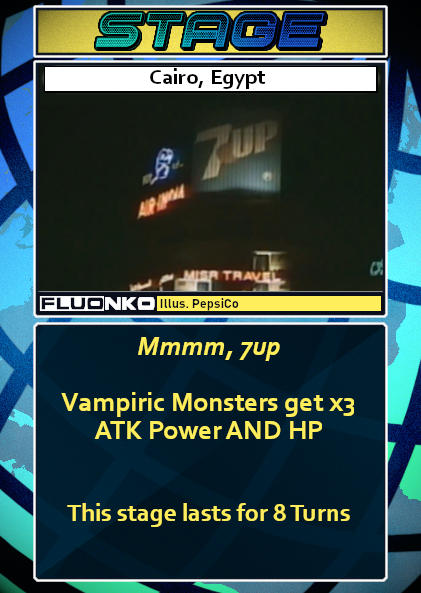 STAGE
Cairo, Egypt
7UP
AIR-INDIA
MISR TRAVEL
FLUONKO Illus. PepsiCo
Mmmm, 7up
Vampiric Monsters get x3
ATK Power AND HP
This stage lasts for 8 Turns